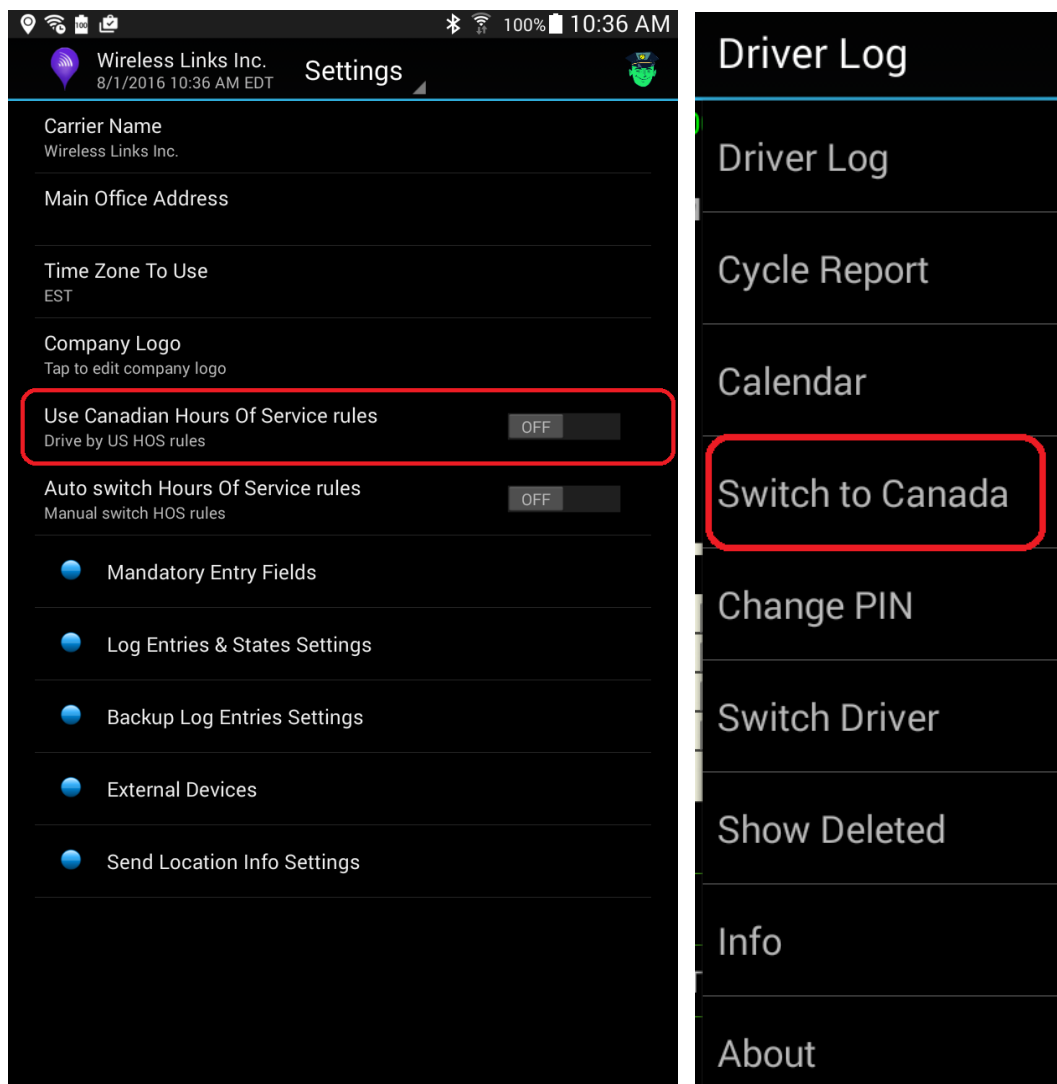 100% 10:36 AM
Wireless Links Inc.
8/1/2016 10:36 AM EDT
Settings
Carrier Name
Wireless Links Inc.
Main Office Address
Time Zone To Use
EST
Company Logo
Tap to edit company logo
Use Canadian Hours Of Service rules
OFF
Drive by US HOS rules
Auto switch Hours Of Service rules
OFF
Manual switch HOS rules
Mandatory Entry Fields
Log Entries & States Settings
Backup Log Entries Settings
External Devices
Send Location Info Settings
Driver Log
Driver Log
Cycle Report
Calendar
Switch to Canada
Change PIN
Switch Driver
Show Deleted
Info
About